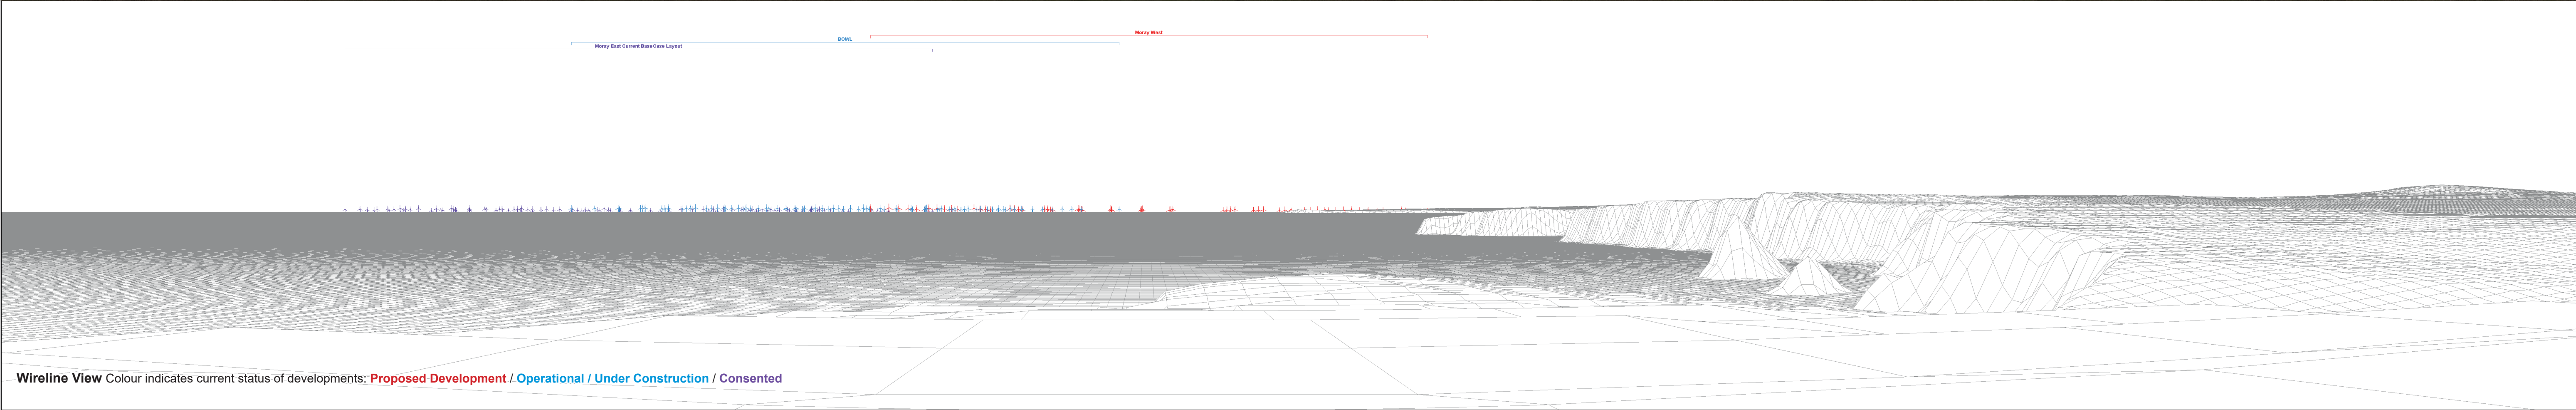 Moray West
BOWL
Moray East Current Base Case Layout
Wireline View Colour indicates current status of developments: Proposed Development / Operational / Under Construction / Consented